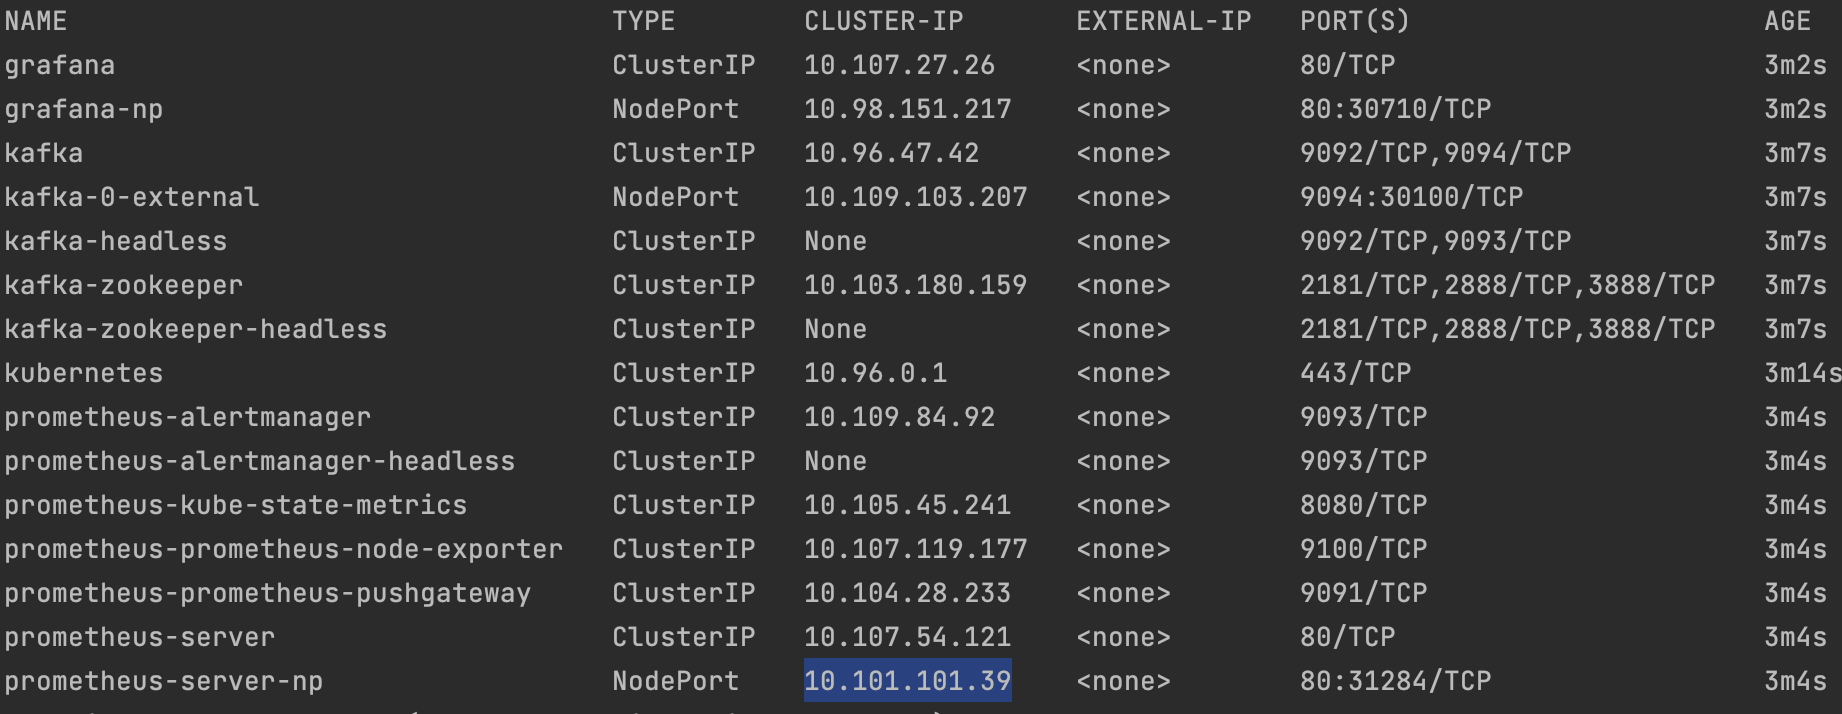 NAME TYPE CLUSTER-IP EXTERNAL-IP PORT(S) AGE
grafana ClusterIP 10.107.27.26 <none> 80/TCP 3m2s
grafana-np NodePort 10.98.151.217 <none> 80:30710/TCP 3m2s
kafka ClusterIP 10.96.47.42 <none> 9092/TCP,9094/TCP 3m7s
kafka-0-external NodePort 10.109.103.207 <none> 9094:30100/TCP 3m7s
kafka-headless ClusterIP None <none> 9092/TCP,9093/TCP 3m7s
kafka-zookeeper ClusterIP 10.103.180.159 <none> 2181/TCP,2888/TCP,3888/TCP 3m7s
kafka-zookeeper-headless ClusterIP None <none> 2181/TCP,2888/TCP,3888/TCP 3m7s
kubernetes ClusterIP 10.96.0.1 <none> 443/TCP 3m14s
prometheus-alertmanager ClusterIP 10.109.84.92 <none> 9093/TCP 3m4s
prometheus-alertmanager-headless ClusterIP None <none> 9093/TCP 3m4s
prometheus-kube-state-metrics ClusterIP 10.105.45.241 <none> 8080/TCP 3m4s
prometheus-prometheus-node-exporter ClusterIP 10.107.119.177 <none> 9100/TCP 3m4s
prometheus-prometheus-pushgateway ClusterIP 10.104.28.233 <none> 9091/TCP 3m4s
prometheus-server ClusterIP 10.107.54.121 <none> 80/TCP 3m4s
prometheus-server-np NodePort 10.101.101.39 <none> 80:31284/TCP 3m4s